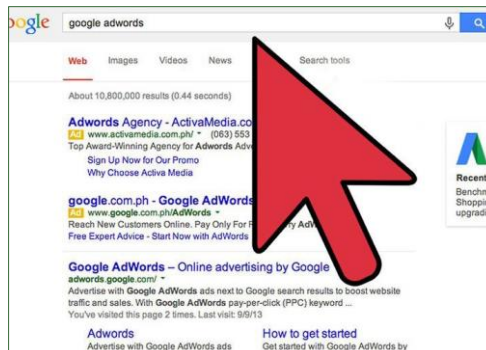 oogle google adwords
Web Images Videos News Search tools
About 10,800,000 results (0.44 seconds)
Adwords Agency - ActivaMedia.co
Ad www.activamedia.com.ph/ (063) 553
Top Award-Winning Agency for Adwords Adve
Sign Up Now for Our Promo
Why Choose Activa Media
google.com.ph - Google AdWords
Ad www.google.com.ph/AdWords
Reach New Customers Online. Pay Only For F ry AdW
Free Expert Advice - Start Now with AdWords
Recent
Benchm
Shoppin
upgradi
Google AdWords – Online advertising by Google
adwords.google.com/
Advertise with Google AdWords ads next to Google search results to boost website
traffic and sales. With Google AdWords pay-per-click (PPC) keyword ...
You've visited this page 2 times. Last visit: 9/9/13
Adwords
Advertise with Google AdWords ads
How to get started
Get started with Google AdWords by